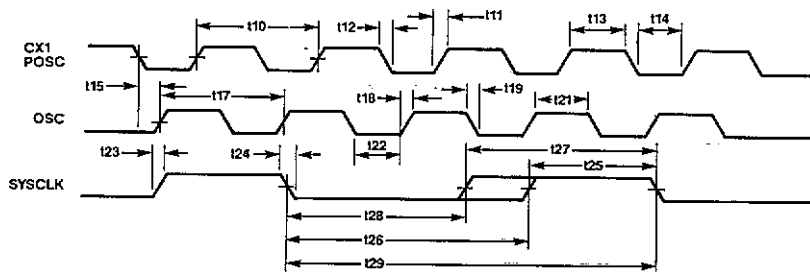 t10 t12 t11 t13 t14
CX1
POSC
t15 t17 t18 t19 t21
OSC
t23 t24 t22 t27
t25
SYSCLK
t28
t26
t29